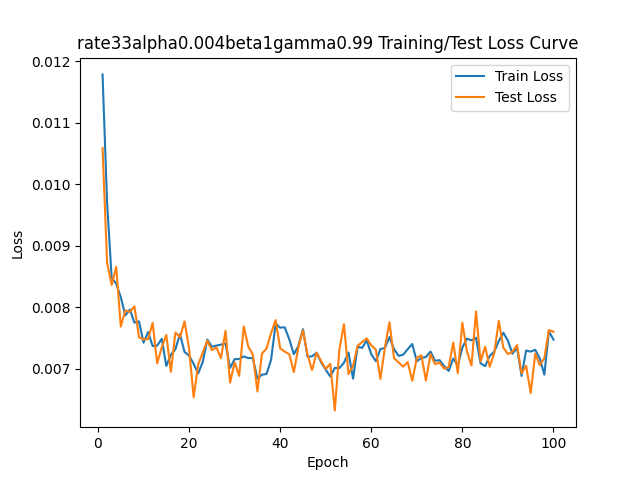 rate33alpha0.004beta1gamma0.99 Training/Test Loss Curve
Train Loss
Test Loss
0.012
0.011
0.010
0.009
0.008
0.007
Loss
0 20 40 60 80 100
Epoch